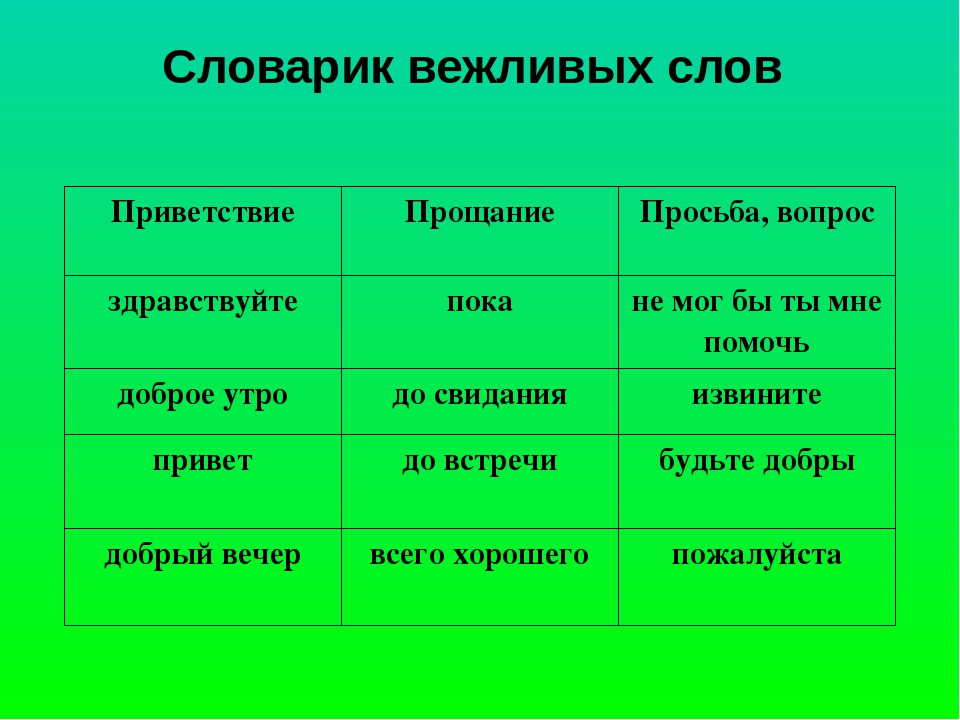 Словарик вежливых слов
Приветствие Прощание Просьба, вопрос
здравствуйте пока не мог бы ты мне
помочь
доброе утро до свидания извините
привет до встречи будьте добры
добрый вечер всего хорошего пожалуйста